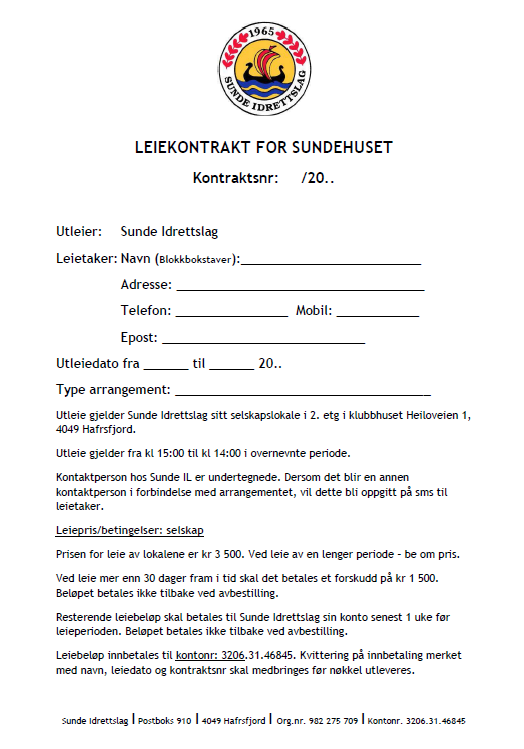 1965
SUNDE IDRETTSLAG
LEIEKONTRAKT FOR SUNDEHUSET
Kontraktsnr: /20..
Utleier: Sunde Idrettslag
Leietaker: Navn (Blokkbokstaver):___________________________
Adresse: _____________________________________
Telefon: _________________ Mobil: ____________
Epost: ______________________________
Utleiedato fra ______ til ______ 20..
Type arrangement: ______________________________________
Utleie gjelder Sunde Idrettslag sitt selskapslokale i 2. etg i klubbhuset Heiloveien 1,
4049 Hafrsfjord.
Utleie gjelder fra kl 15:00 til kl 14:00 i overnevnte periode.
Kontaktperson hos Sunde IL er undertegnede. Dersom det blir en annen
kontaktperson i forbindelse med arrangementet, vil dette bli oppgitt på sms til
leietaker.
Leiepris/betingelser: selskap
Prisen for leie av lokalene er kr 3 500. Ved leie av en lenger periode – be om pris.
Ved leie mer enn 30 dager fram i tid skal det betales et forskudd på kr 1 500.
Beløpet betales ikke tilbake ved avbestilling.
Resterende leiebeløp skal betales til Sunde Idrettslag sin konto senest 1 uke før
leieperioden. Beløpet betales ikke tilbake ved avbestilling.
Leiebeløp innbetales til kontonr: 3206.31.46845. Kvittering på innbetaling merket
med navn, leiedato og kontraktsnr skal medbringes før nøkkel utleveres.
Sunde Idrettslag | Postboks 910 | 4049 Hafrsfjord | Org.nr. 982 275 709 | Kontonr. 3206.31.46845